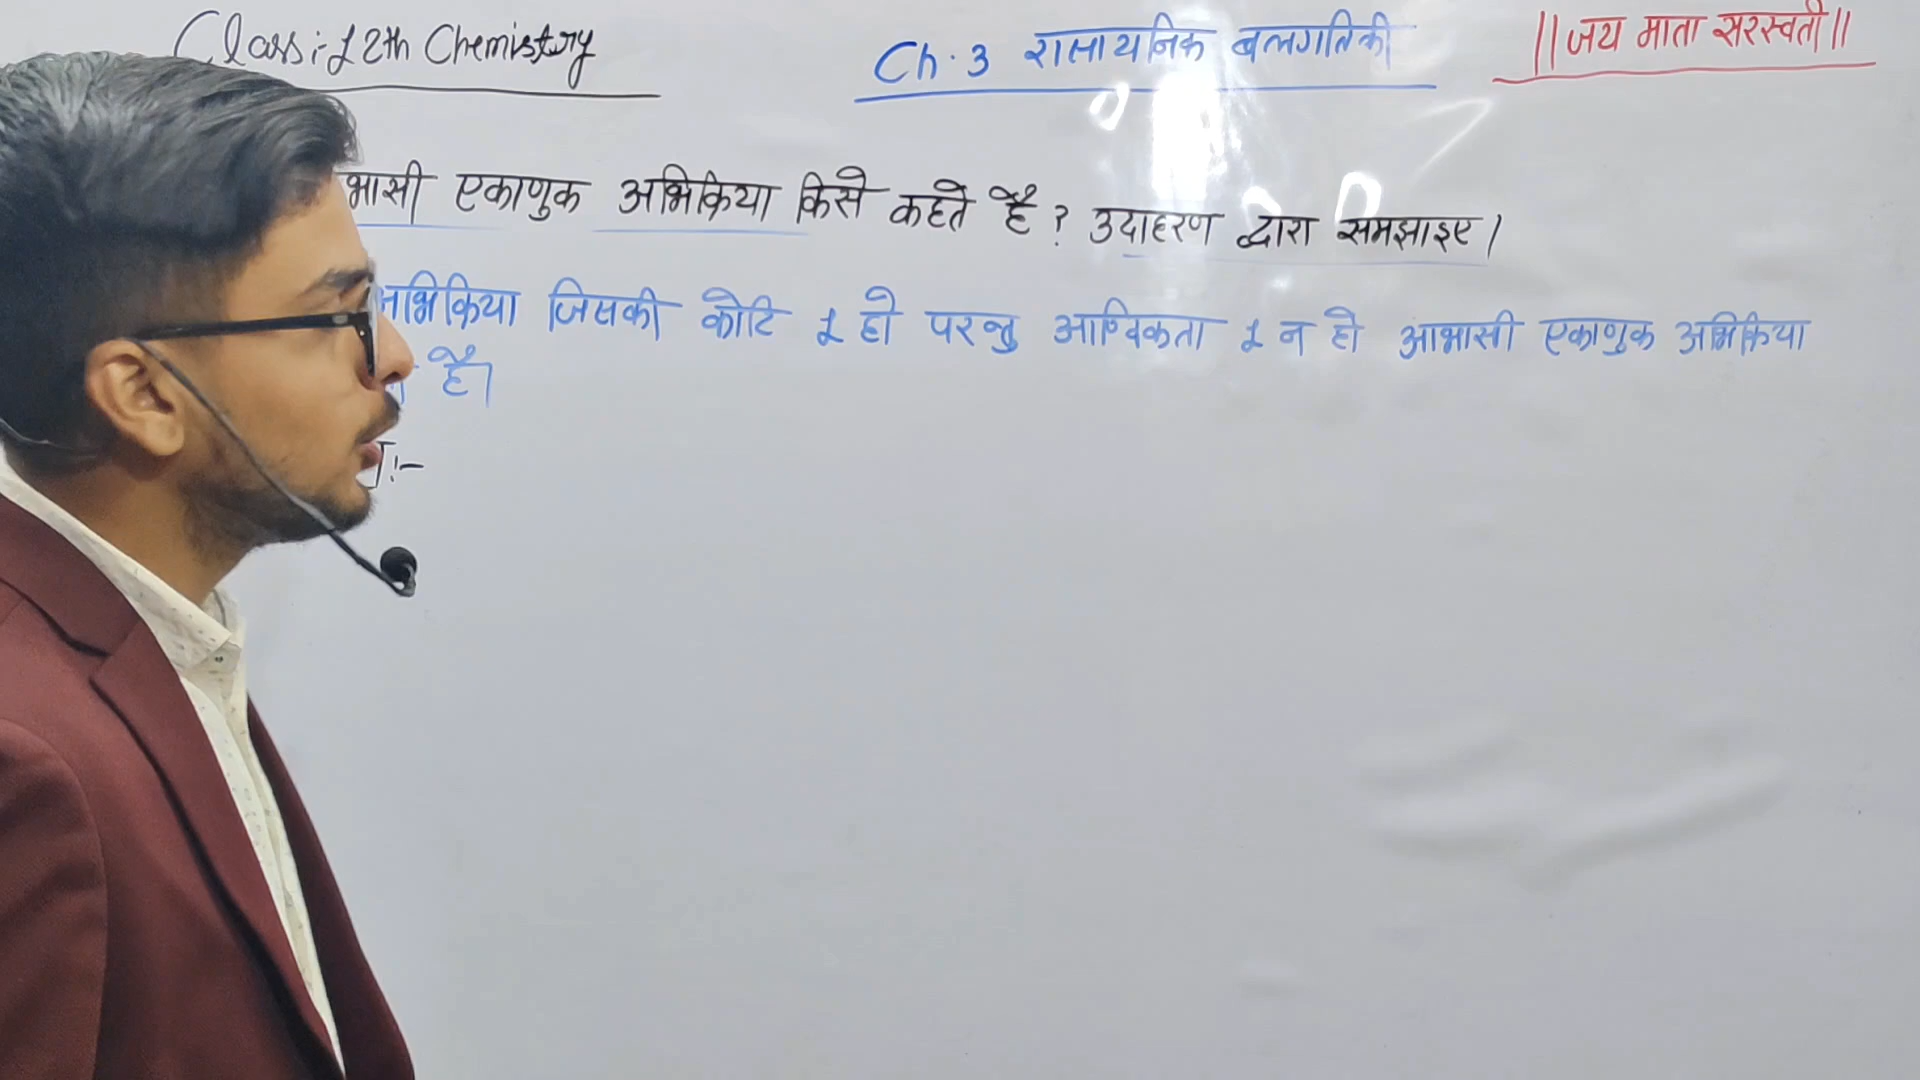 Class :- 12th Chemistry
Ch. 3 रासायनिक बलगतिकी
||जय माता सरस्वती||
भासी एकाणुक अभिक्रिया किसे कहते है ? उदाहरण द्वारा समझाइए।
अभिक्रिया जिसकी कोटि 1 हो परन्तु आण्विकता 1 न हो आभासी एकाणुक अभिक्रिया
है।
:-